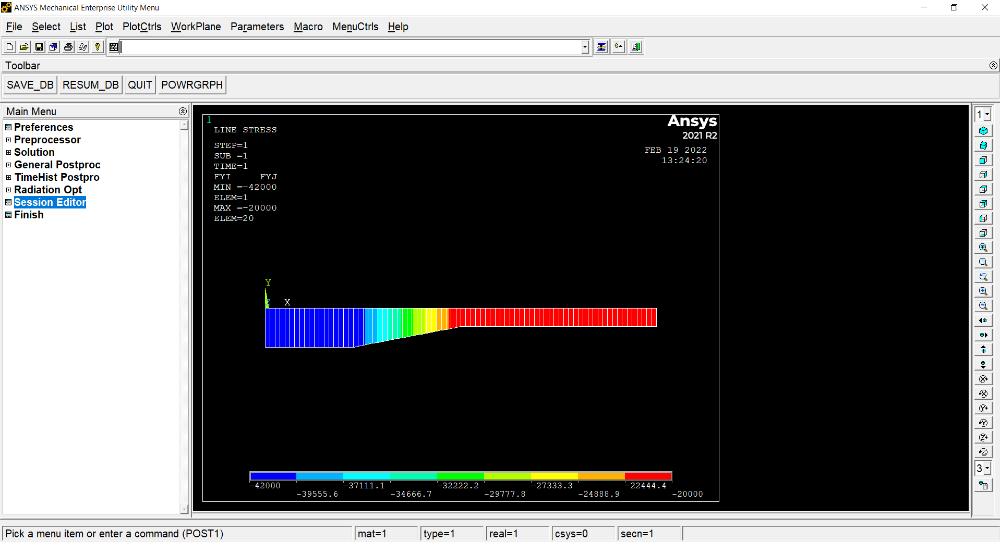 ANSYS Mechanical Enterprise Utility Menu
File Select List Plot PlotCtrls WorkPlane Parameters Macro MenuCtrls Help
?
Toolbar
SAVE_DB RESUM_DB QUIT POWRGRPH
Main Menu
Preferences
Preprocessor
Solution
General Postproc
TimeHist Postpro
Radiation Opt
Session Editor
Finish
1
LINE STRESS
STEP=1
SUB =1
TIME=1
FYI FYJ
MIN =-42000
ELEM=1
MAX =-20000
ELEM=20
Ansys
2021 R2
FEB 19 2022
13:24:20
Y
Z X
-42000 -37111.1 -32222.2 -27333.3 -22444.4
-39555.6 -34666.7 -29777.8 -24888.9 -20000
1
X
X
Y
Y
Z
Z
3
Pick a menu item or enter a command (POST1) mat=1 type=1 real=1 csys=0 secn=1